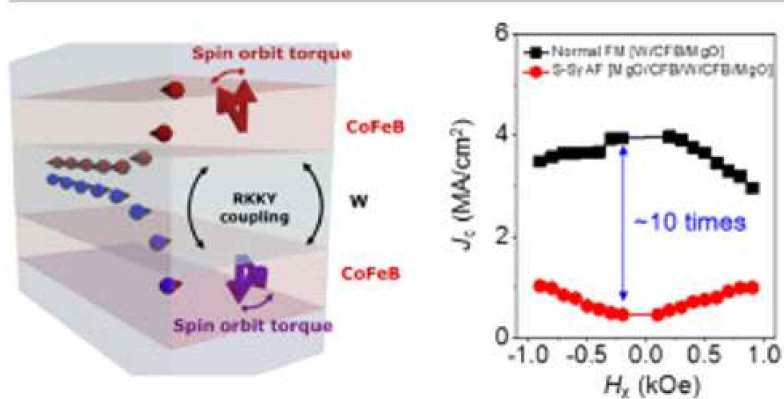 Spin orbit torque
CoFeB
RKKY
coupling
W
CoFeB
Spin orbit torque
6
4
2
0
J_c (MA/cm²)
Normal FM [W/CFB/MgO]
S-SyAF [MgO/CFB/W/CFB/MgO]
~10 times
-1.0 -0.5 0.0 0.5 1.0
H_x (kOe)